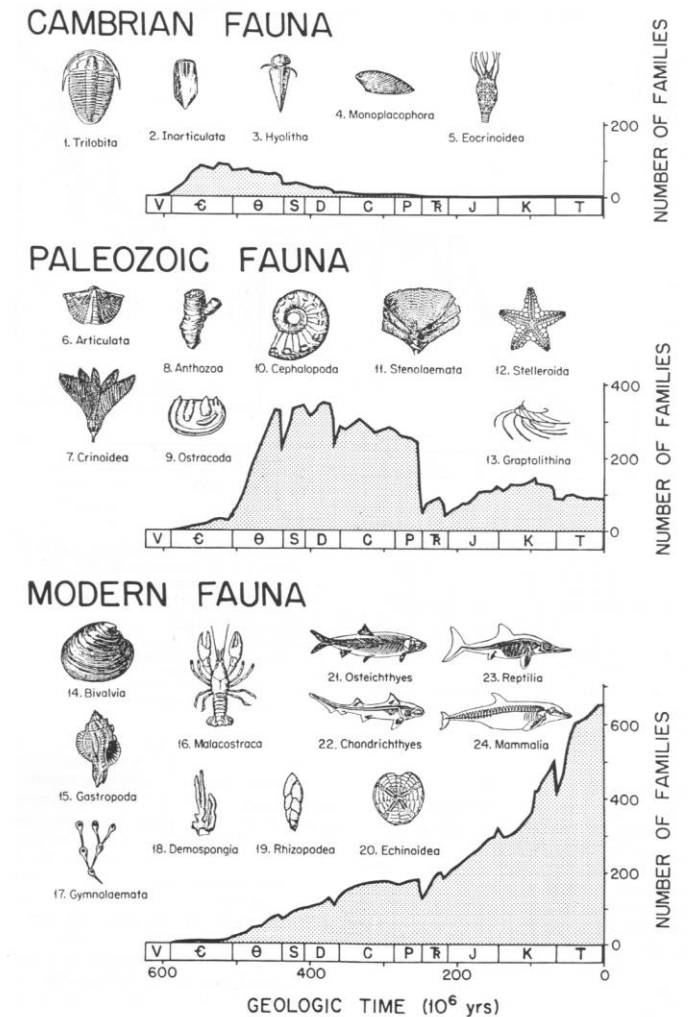 CAMBRIAN FAUNA
1. Trilobita
2. Inarticulata
3. Hyolitha
4. Monoplacophora
5. Eocrinoidea
NUMBER OF FAMILIES
200
0
V Ꞓ Ɵ S D C P TR J K T
PALEOZOIC FAUNA
6. Articulata
8. Anthozoa
10. Cephalopoda
11. Stenolaemata
12. Stelleroida
7. Crinoidea
9. Ostracoda
13. Graptolithina
NUMBER OF FAMILIES
400
200
0
V Ꞓ Ɵ S D C P TR J K T
MODERN FAUNA
14. Bivalvia
16. Malacostraca
21. Osteichthyes
23. Reptilia
22. Chondrichthyes
24. Mammalia
15. Gastropoda
18. Demospongia
19. Rhizopodea
20. Echinoidea
17. Gymnolaemata
NUMBER OF FAMILIES
600
400
200
0
V Ꞓ Ɵ S D C P TR J K T
600 400 200 0
GEOLOGIC TIME (10⁶ yrs)